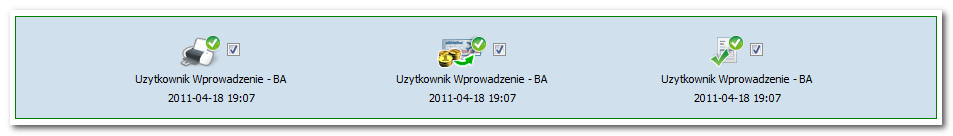 Uzytkownik Wprowadzenie - BA Uzytkownik Wprowadzenie - BA Uzytkownik Wprowadzenie - BA
2011-04-18 19:07 2011-04-18 19:07 2011-04-18 19:07